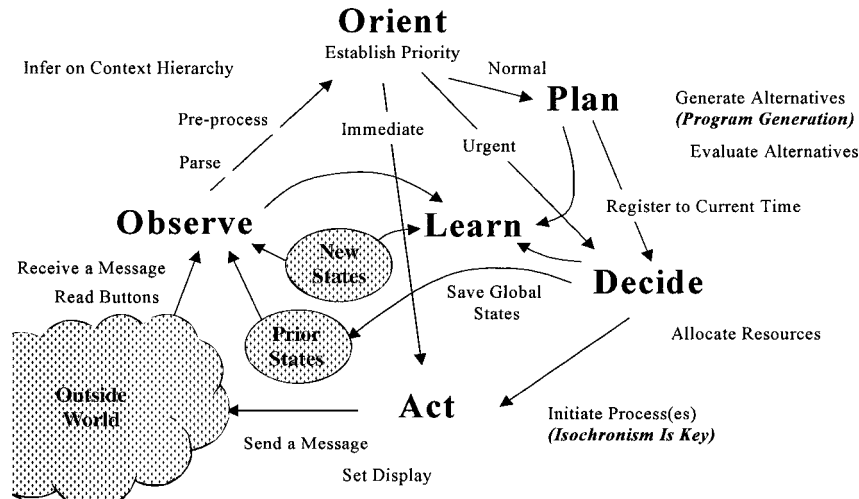 Orient
Establish Priority
Infer on Context Hierarchy
Normal
Plan
Generate Alternatives
(Program Generation)
Pre-process
Immediate
Urgent
Evaluate Alternatives
Parse
Observe
Learn
Register to Current Time
New
States
Receive a Message
Read Buttons
Decide
Save Global
States
Prior
States
Allocate Resources
Outside
World
Act
Initiate Process(es)
(Isochronism Is Key)
Send a Message
Set Display